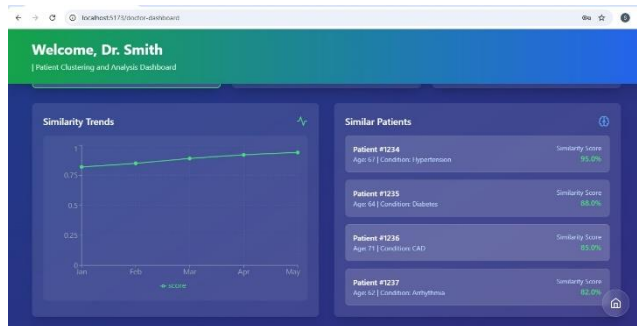 localhost:5173/doctor-dashboard
Welcome, Dr. Smith
| Patient Clustering and Analysis Dashboard
Similarity Trends
1
0.75
0.5
0.25
0
Jan Feb Mar Apr May
score
Similar Patients
Patient #1234
Age: 67 | Condition: Hypertension
Similarity Score
95.0%
Patient #1235
Age: 64 | Condition: Diabetes
Similarity Score
88.0%
Patient #1236
Age: 71 | Condition: CAD
Similarity Score
85.0%
Patient #1237
Age: 62 | Condition: Arrhythmia
Similarity Score
82.0%